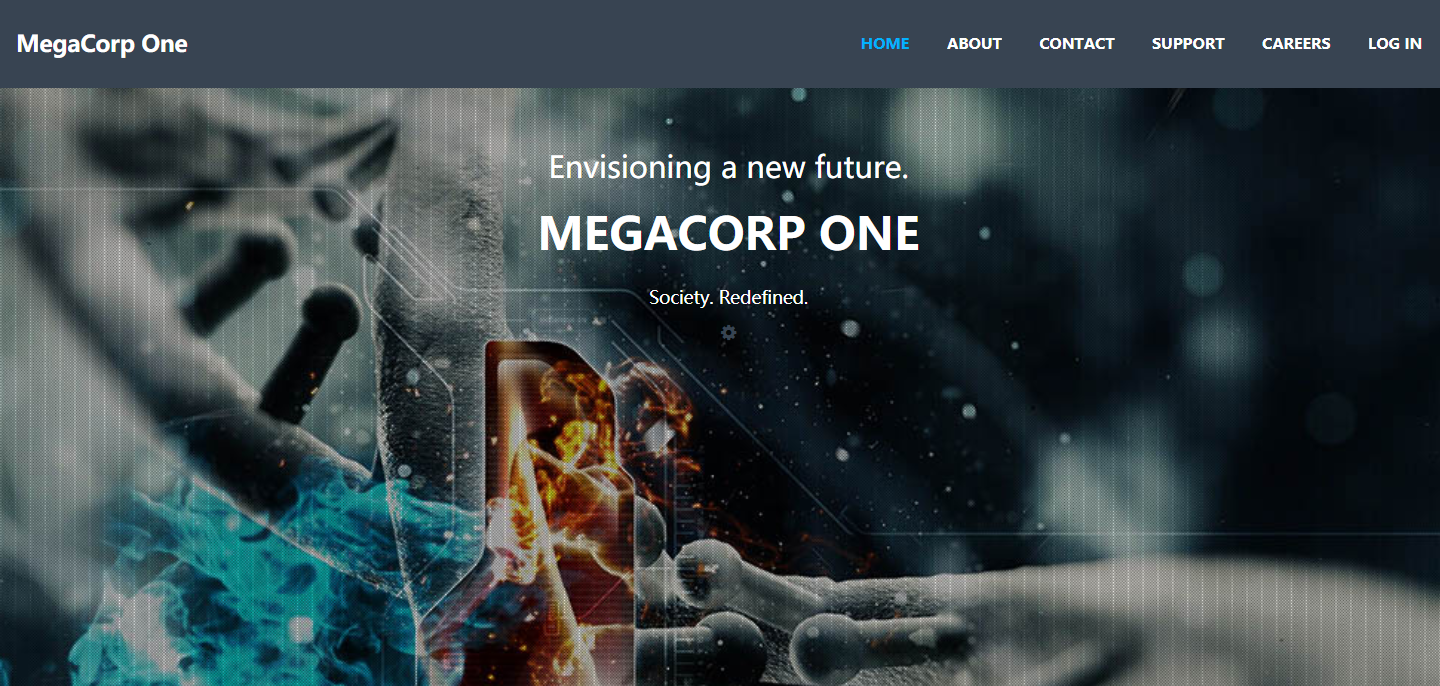 MegaCorp One
HOME ABOUT CONTACT SUPPORT CAREERS LOG IN
Envisioning a new future.
MEGACORP ONE
Society. Redefined.